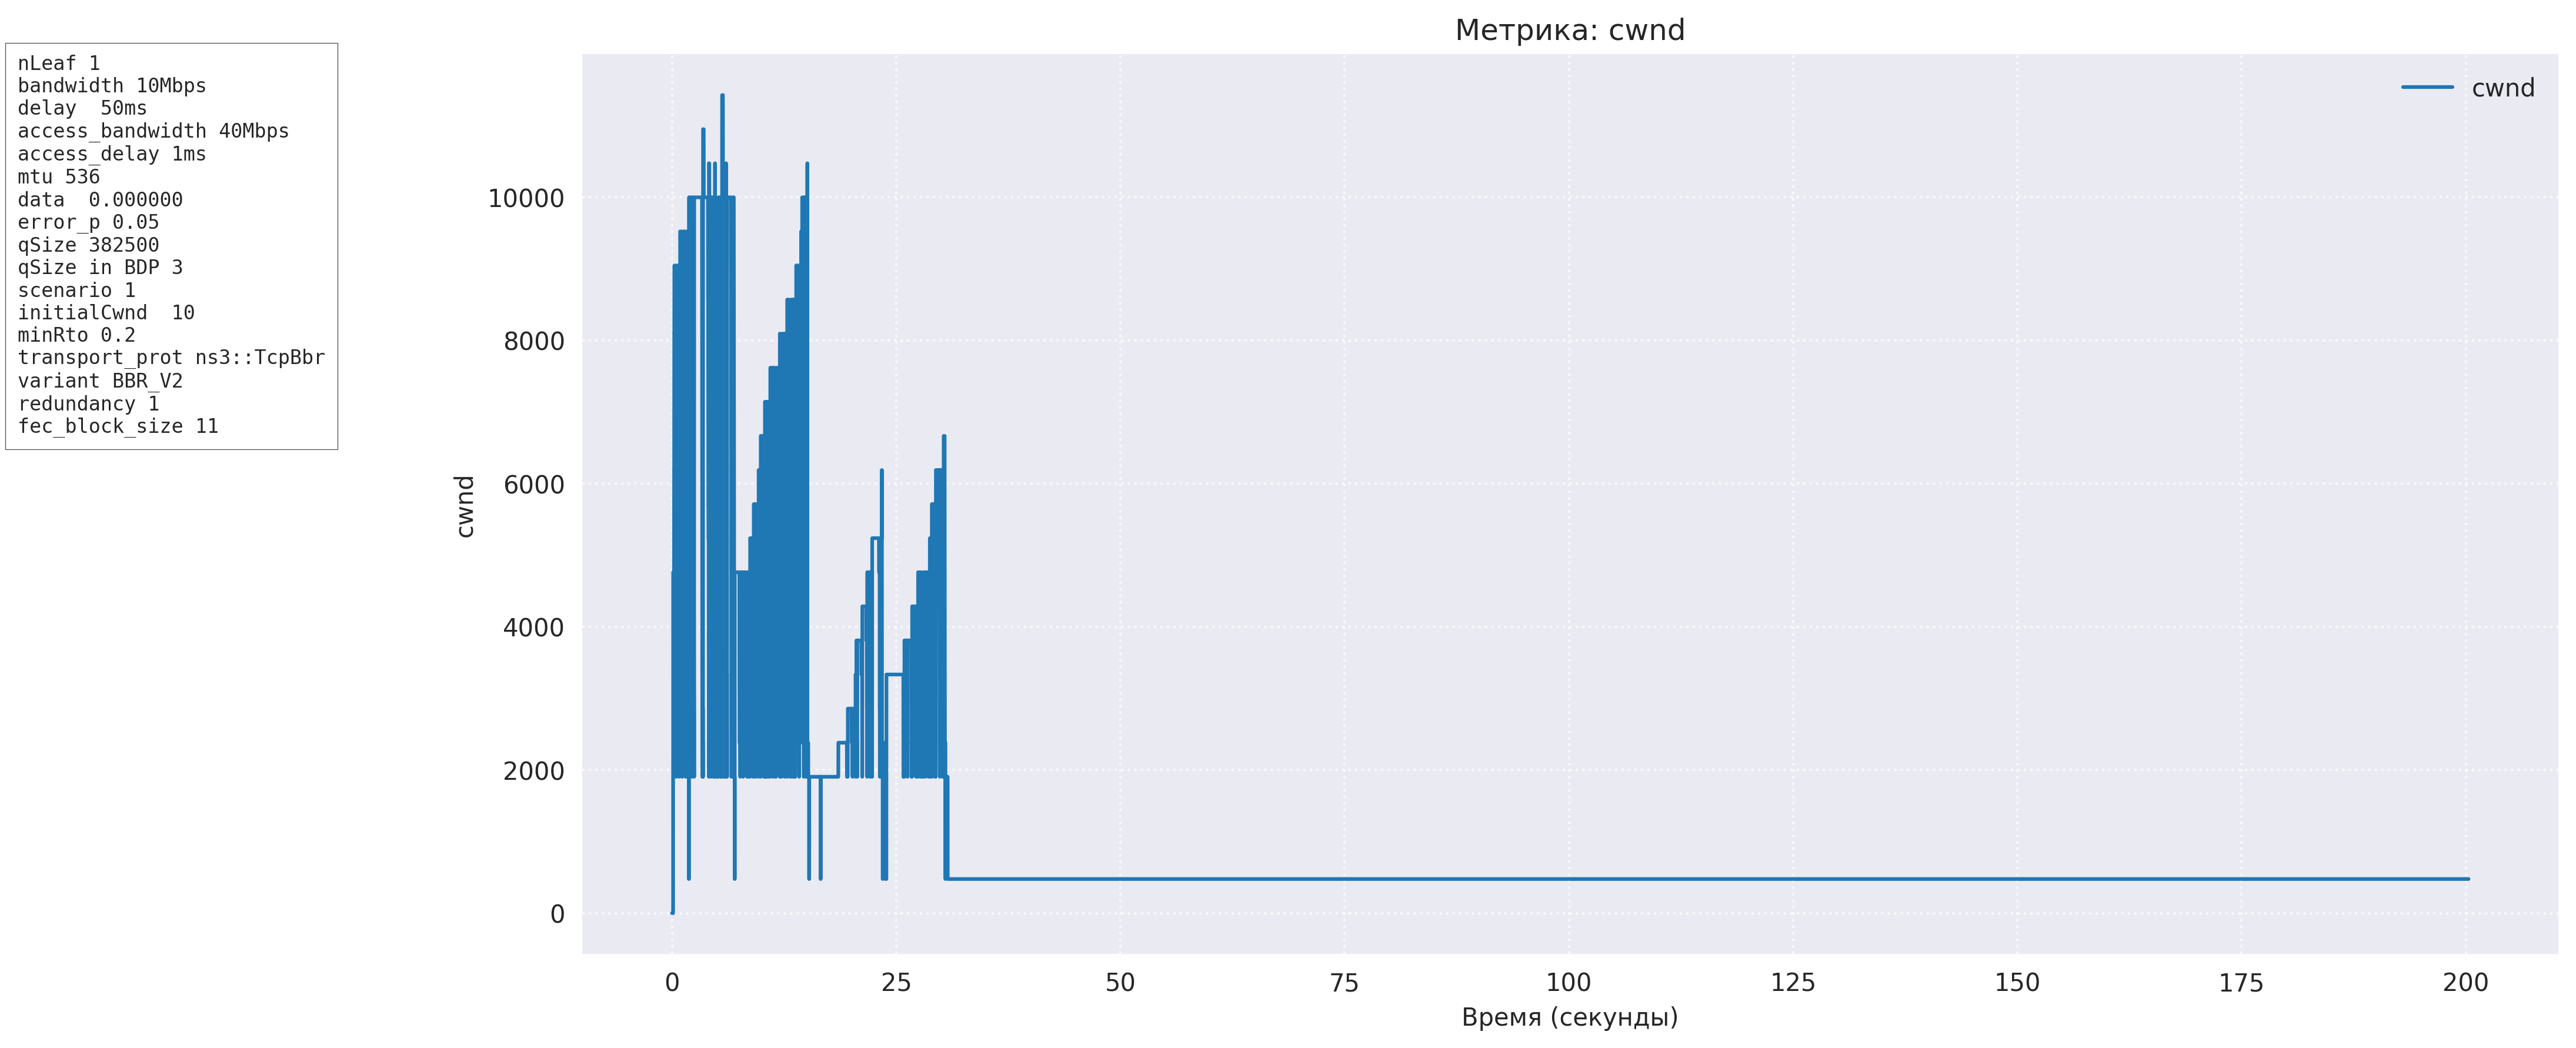 Метрика: cwnd
nLeaf 1
bandwidth 10Mbps
delay  50ms
access_bandwidth 40Mbps
access_delay 1ms
mtu 536
data  0.000000
error_p 0.05
qSize 382500
qSize in BDP 3
scenario 1
initialCwnd  10
minRto 0.2
transport_prot ns3::TcpBbr
variant BBR_V2
redundancy 1
fec_block_size 11
cwnd
cwnd
10000
8000
6000
4000
2000
0
0 25 50 75 100 125 150 175 200
Время (секунды)